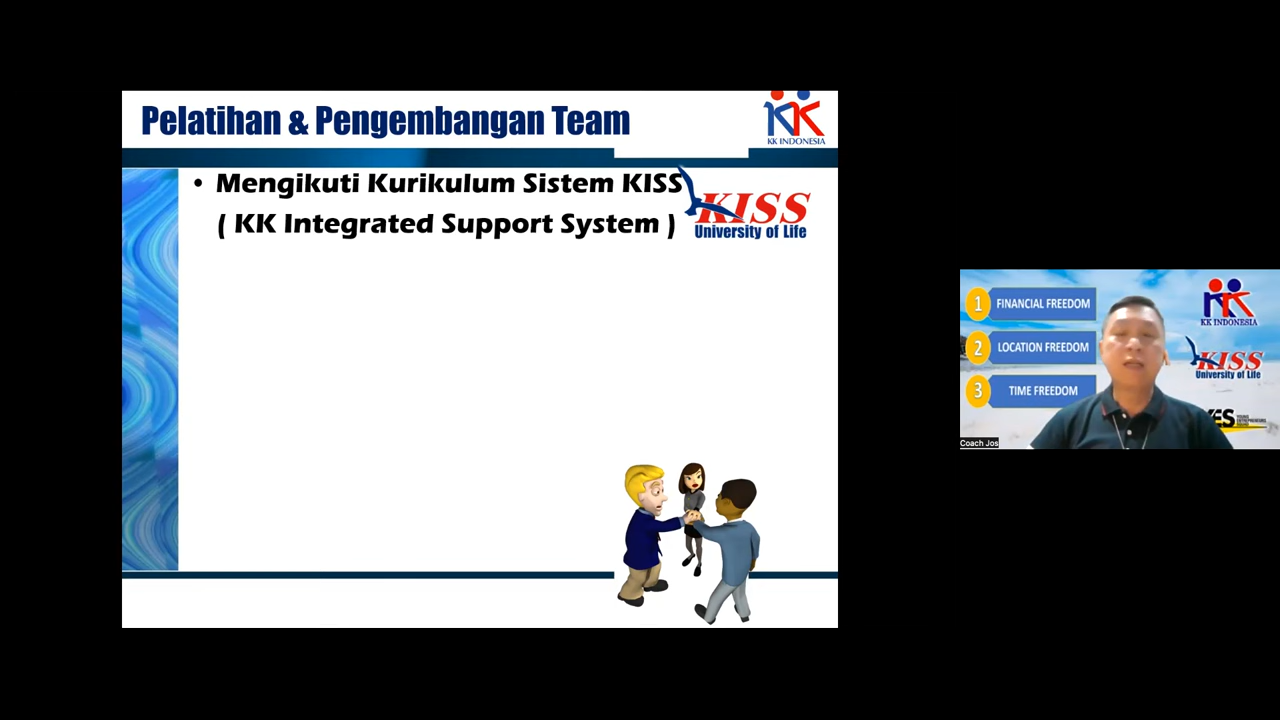 Pelatihan & Pengembangan Team
KK INDONESIA
• Mengikuti Kurikulum Sistem KISS
( KK Integrated Support System )
KISS
University of Life
1 FINANCIAL FREEDOM
2 LOCATION FREEDOM
3 TIME FREEDOM
KK INDONESIA
KISS
University of Life
YES
Coach Jos